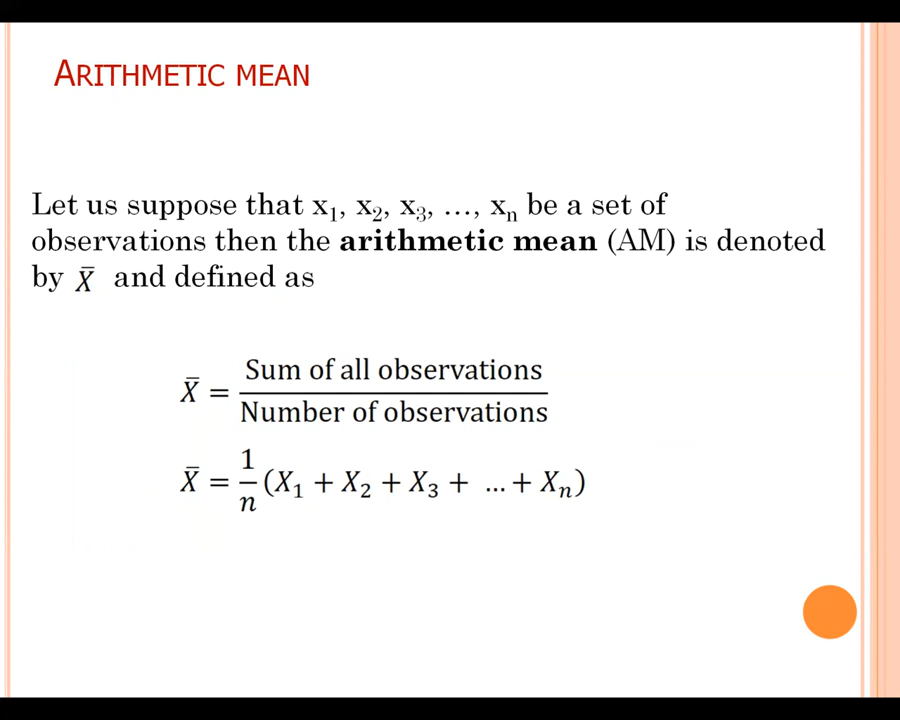 ARITHMETIC MEAN
Let us suppose that x₁, x₂, x₃, …, xₙ be a set of
observations then the arithmetic mean (AM) is denoted
by X̄ and defined as
X̄ = Sum of all observations / Number of observations
X̄ = 1/n (X₁ + X₂ + X₃ + … + Xₙ)